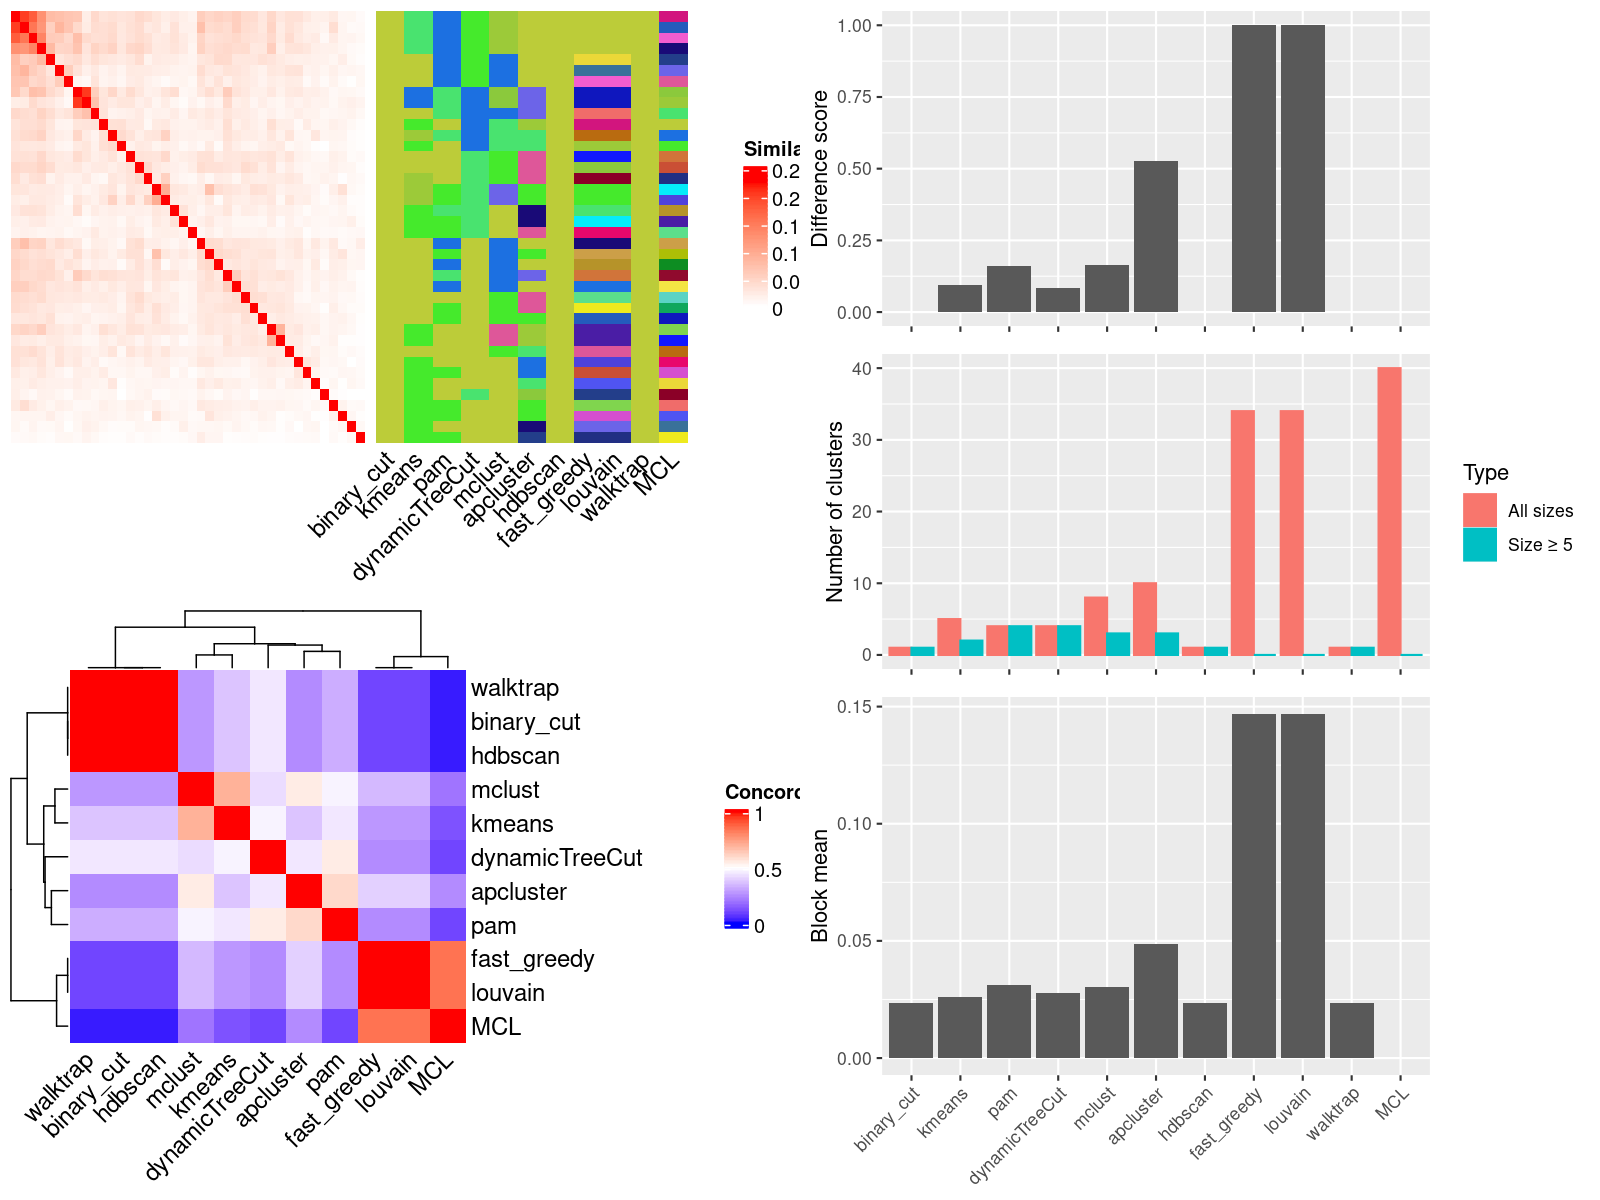 Simila
0.2
0.2
0.1
0.1
0.0
0
binary_cut
kmeans
pam
dynamicTreeCut
mclust
apcluster
hdbscan
fast_greedy
louvain
walktrap
MCL
walktrap
binary_cut
hdbscan
mclust
kmeans
dynamicTreeCut
apcluster
pam
fast_greedy
louvain
MCL
walktrap
binary_cut
hdbscan
mclust
kmeans
dynamicTreeCut
apcluster
pam
fast_greedy
louvain
MCL
Concord
1
0.5
0
Difference score
1.00
0.75
0.50
0.25
0.00
Number of clusters
40
30
20
10
0
Type
All sizes
Size ≥ 5
Block mean
0.15
0.10
0.05
0.00
binary_cut
kmeans
pam
dynamicTreeCut
mclust
apcluster
hdbscan
fast_greedy
louvain
walktrap
MCL